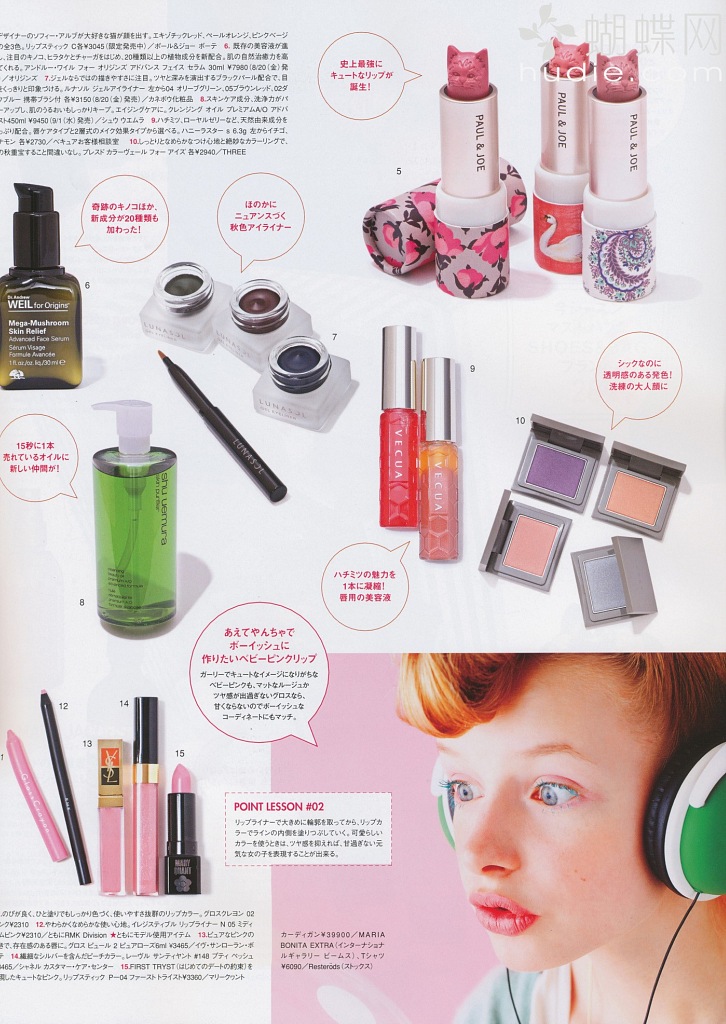 デザイナーのソフィー・アルブが大好きな猫が顔を出す。エキゾチックレッド、ペールオレンジ、ピンクベージ
の全3色。リップスティック C各¥3045（限定発売中）／ポール&ジョー ボーテ 6. 既存の美容液が進
し、注目のキノコ、ヒラタケとチャーガをはじめ、20種類以上の植物成分を新配合。肌の自然治癒力を高
てくれる。アンドルー・ワイル フォー オリジンズ アドバンス フェイス セラム 30ml ¥7980（8/20（金）発
／オリジンズ 7.ジェルならではの描きやすさに注目。ツヤと深みを演出するブラックパール配合で、目
をくっきりと印象づける。ルナソル ジェルアイライナー 左から04 オリーブグリーン、05ブラウンレッド、02ダ
ブルー 携帯ブラシ付 各¥3150（8/20（金）発売）／カネボウ化粧品 8.スキンケア成分、洗浄力がパ
ーアップし、肌のうるおいもしっかりキープ。エイジングケアに。クレンジング オイル プレミアムA/O アドバ
スト450ml ¥9450（9/1（水）発売）／シュウ ウエムラ 9.ハチミツ、ローヤルゼリーなど、天然由来成分を
っぷり配合。唇ケアタイプと2層式のメイク効果タイプから選べる。ハニーラスター s 6.3g 左からイチゴ、
ナモン 各¥2730／ベキュアお客様相談室 10.しっとりとなめらかなつけ心地と絶妙なカラーリングで、
の秋重宝すること間違いなし。プレスド カラーヴェール フォー アイズ 各¥2940／THREE
蝴蝶网
hudie.com
史上最強に
キュートなリップが
誕生!
5
PAUL & JOE
PAUL & JOE
PAUL & JOE
奇跡のキノコほか、
新成分が20種類も
加わった!
ほのかに
ニュアンスづく
秋色アイライナー
6
Dr. Andrew
WEIL for Origins
Mega-Mushroom
Skin Relief
Advanced Face Serum
Sérum Visage
Formule Avancée
1 fl. oz. liq./30 ml e
LUNASOL
LUNASOL
GEL EYELINER
7
LUNASOL
9
VECUA
VECUA
シックなのに
透明感のある発色!
洗練の大人顔に
10
15秒に1本
売れているオイルに
新しい仲間が!
shu uemura
skin purifier
8
ハチミツの魅力を
1本に凝縮!
唇用の美容液
あえてやんちゃで
ボーイッシュに
作りたいベビーピンクリップ
ガーリーでキュートなイメージになりがちな
ベビーピンクも、マットなルージュか
ツヤ感が出過ぎないグロスなら、
甘くならないのでボーイッシュな
コーディネートにもマッチ。
12
13
14
15
Gloss Crayon
YSL
MARY
QUANT
POINT LESSON #02
リップライナーで大きめに輪郭を取ってから、リップカ
ラーでラインの内側を塗りつぶしていく。可愛らしい
カラーを使うときは、ツヤ感を抑えれば、甘過ぎない元
気な女の子を表現することが出来る。
.のびが良く、ひと塗りでもしっかり色づく、使いやすさ抜群のリップカラー。グロスクレヨン 02
ピンク¥2310 12.やわらかくなめらかな使い心地。イレジスティブル リップライナー N 05 ミディ
ムピンク¥2310／ともにRMK Division ★ともにモデル使用アイテム 13.ピュアなピンクの
きで、存在感のある唇に。グロス ピュール 2 ピュアローズ6ml ¥3465／イヴ・サンローラン・ボ
テ 14.繊細なシルバーを含んだピーチカラー。レーヴル サンティヤント #148 プティ ペッシュ
3465／シャネル カスタマー・ケア・センター 15.FIRST TRYST（はじめてのデートの約束）を
現したキュートなピンク。リップスティック P-04 ファースト トライスト¥3360／マリークヮント
カーディガン¥39900／MARIA
BONITA EXTRA（インターナショナ
ルギャラリー ビームス）、Tシャツ
¥6090／Resterods（ストックス）